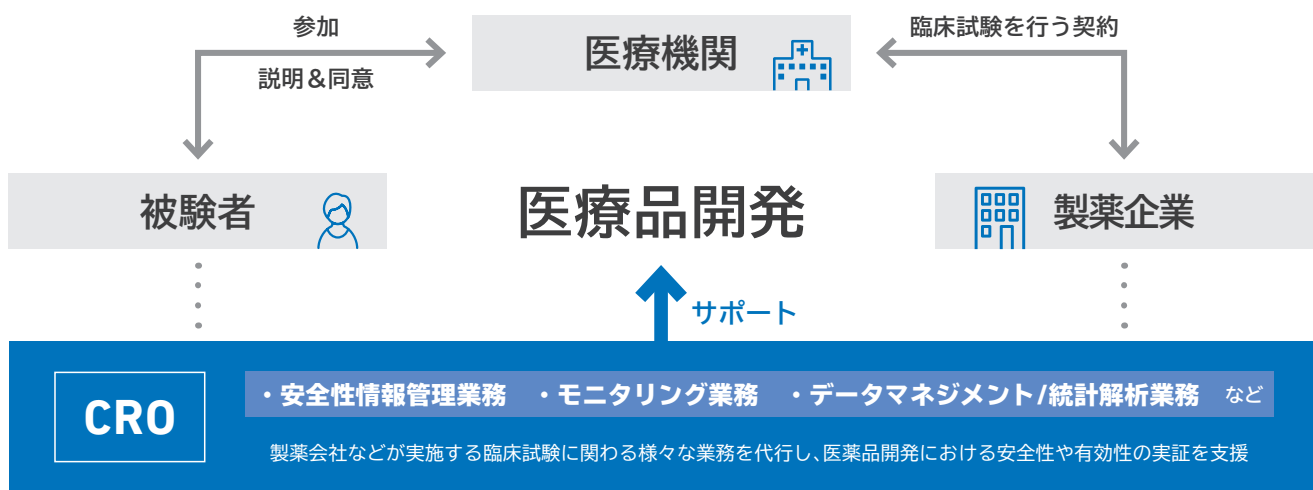 参加
説明＆同意
医療機関
臨床試験を行う契約
被験者
医療品開発
製薬企業
サポート
CRO
・安全性情報管理業務　・モニタリング業務　・データマネジメント/統計解析業務　など
製薬会社などが実施する臨床試験に関わる様々な業務を代行し、医薬品開発における安全性や有効性の実証を支援